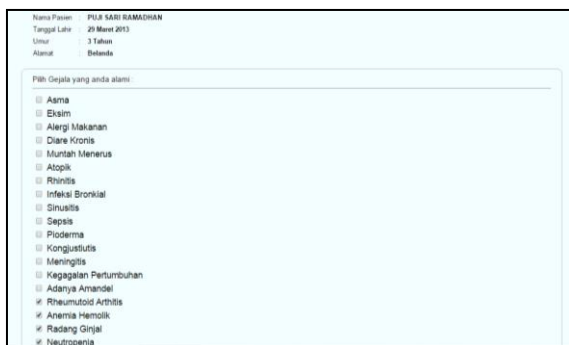 Nama Pasien : PUJI SARI RAMADHAN
Tanggal Lahir : 29 Maret 2013
Umur : 3 Tahun
Alamat : Belanda
Pilih Gejala yang anda alami :
Asma
Eksim
Alergi Makanan
Diare Kronis
Muntah Menerus
Atopik
Rhinitis
Infeksi Bronkial
Sinusitis
Sepsis
Pioderma
Kongjustiutis
Meningitis
Kegagalan Pertumbuhan
Adanya Amandel
Rheumutoid Arthitis
Anemia Hemolik
Radang Ginjal
Neutropenia